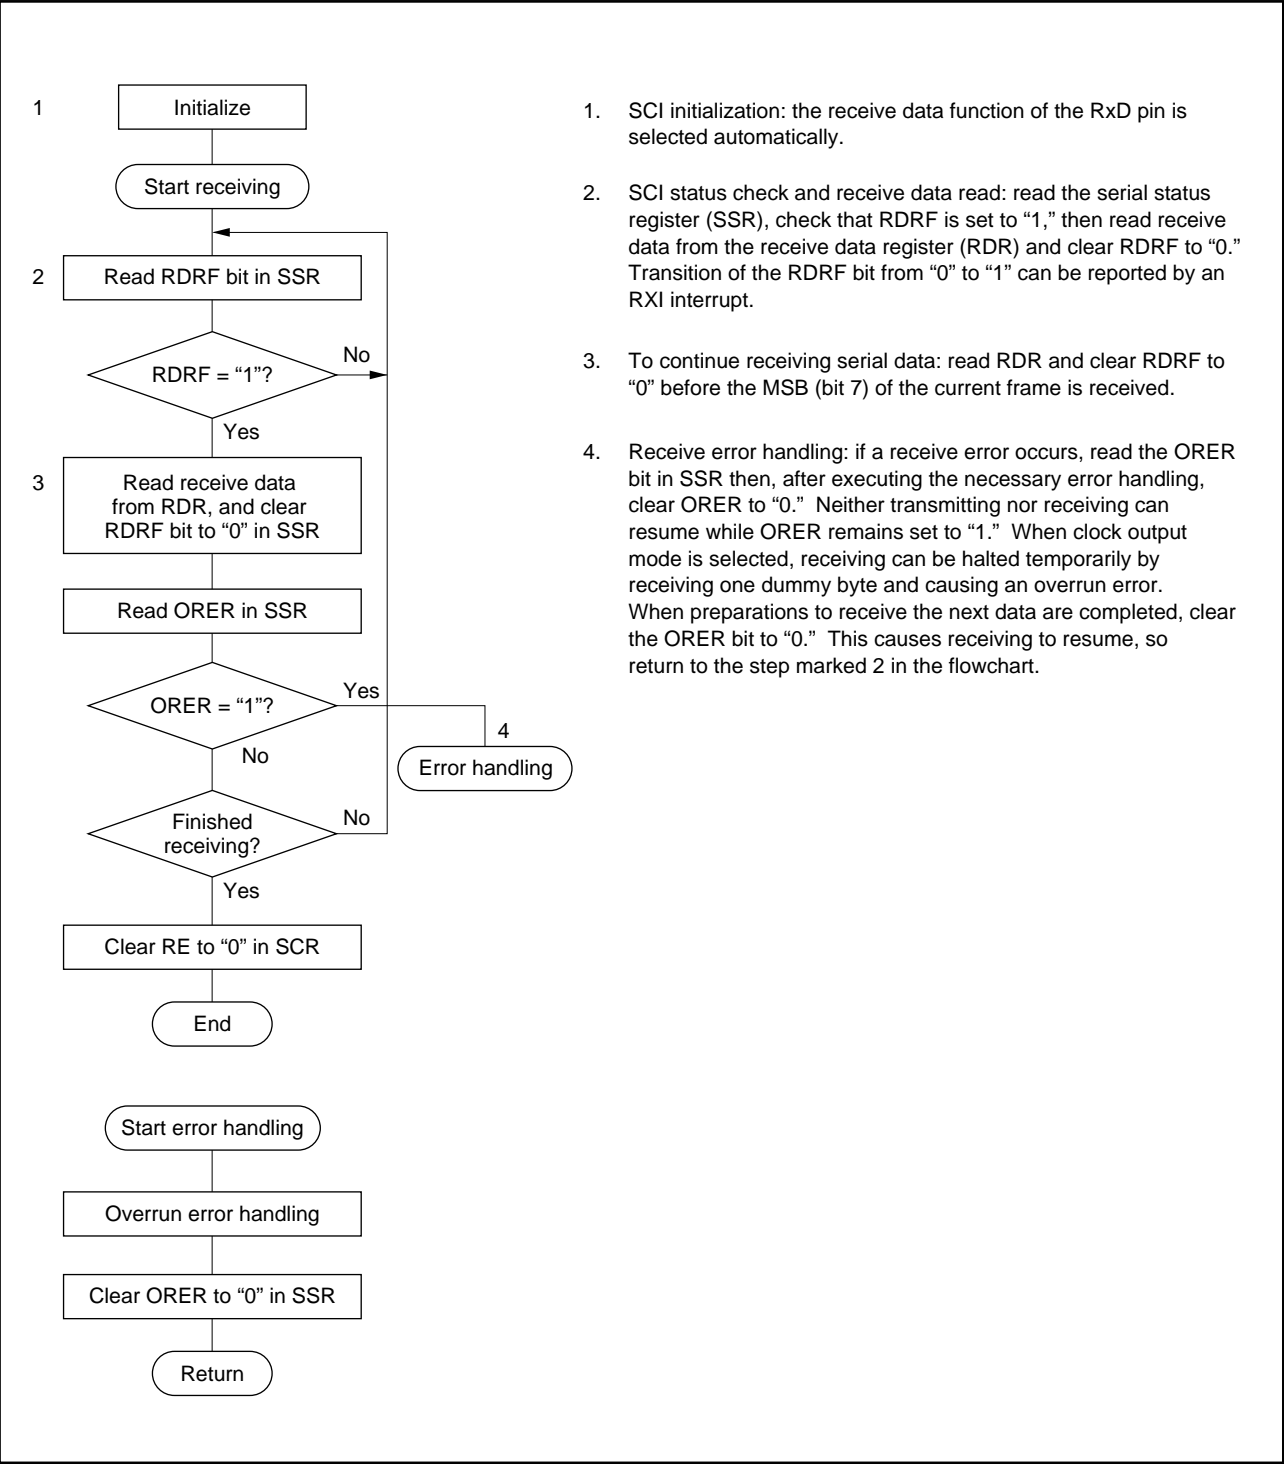 1
Initialize
Start receiving
2
Read RDRF bit in SSR
RDRF = “1”?
No
Yes
3
Read receive data
from RDR, and clear
RDRF bit to “0” in SSR
Read ORER in SSR
ORER = “1”?
Yes
No
4
Error handling
Finished
receiving?
No
Yes
Clear RE to “0” in SCR
End
Start error handling
Overrun error handling
Clear ORER to “0” in SSR
Return
1. SCI initialization: the receive data function of the RxD pin is
selected automatically.
2. SCI status check and receive data read: read the serial status
register (SSR), check that RDRF is set to “1,” then read receive
data from the receive data register (RDR) and clear RDRF to “0.”
Transition of the RDRF bit from “0” to “1” can be reported by an
RXI interrupt.
3. To continue receiving serial data: read RDR and clear RDRF to
“0” before the MSB (bit 7) of the current frame is received.
4. Receive error handling: if a receive error occurs, read the ORER
bit in SSR then, after executing the necessary error handling,
clear ORER to “0.” Neither transmitting nor receiving can
resume while ORER remains set to “1.” When clock output
mode is selected, receiving can be halted temporarily by
receiving one dummy byte and causing an overrun error.
When preparations to receive the next data are completed, clear
the ORER bit to “0.” This causes receiving to resume, so
return to the step marked 2 in the flowchart.